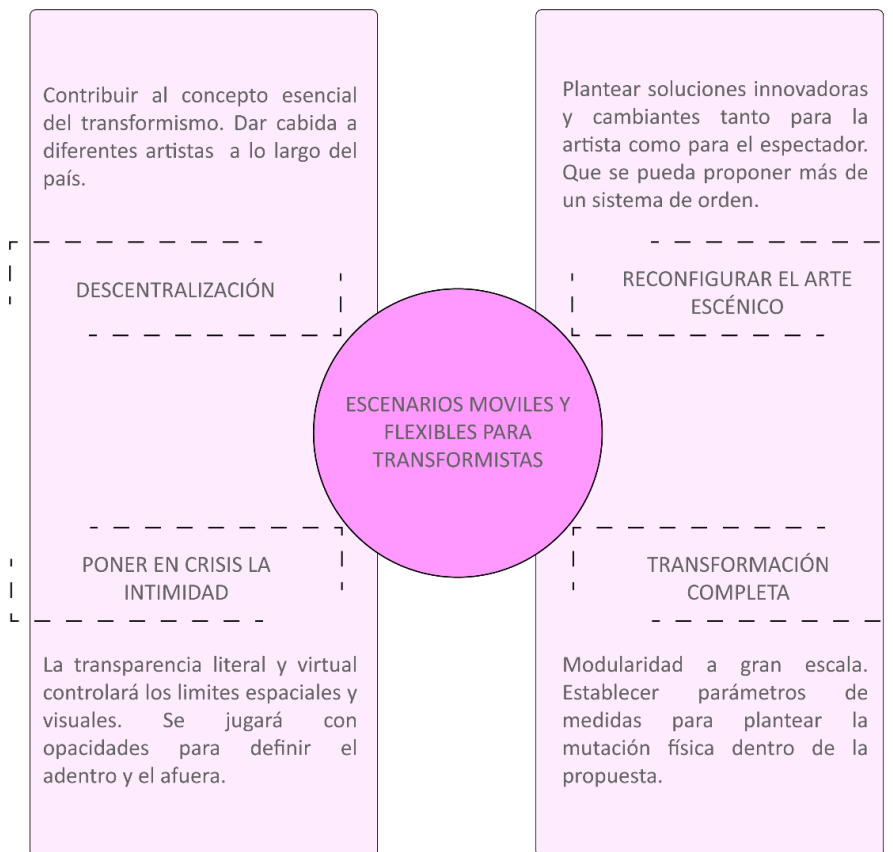 Contribuir al concepto esencial
del transformismo. Dar cabida a
diferentes artistas a lo largo del
país.
DESCENTRALIZACIÓN
Plantear soluciones innovadoras
y cambiantes tanto para la
artista como para el espectador.
Que se pueda proponer más de
un sistema de orden.
RECONFIGURAR EL ARTE
ESCÉNICO
ESCENARIOS MOVILES Y
FLEXIBLES PARA
TRANSFORMISTAS
PONER EN CRISIS LA
INTIMIDAD
La transparencia literal y virtual
controlará los limites espaciales y
visuales. Se jugará con
opacidades para definir el
adentro y el afuera.
TRANSFORMACIÓN
COMPLETA
Modularidad a gran escala.
Establecer parámetros de
medidas para plantear la
mutación física dentro de la
propuesta.